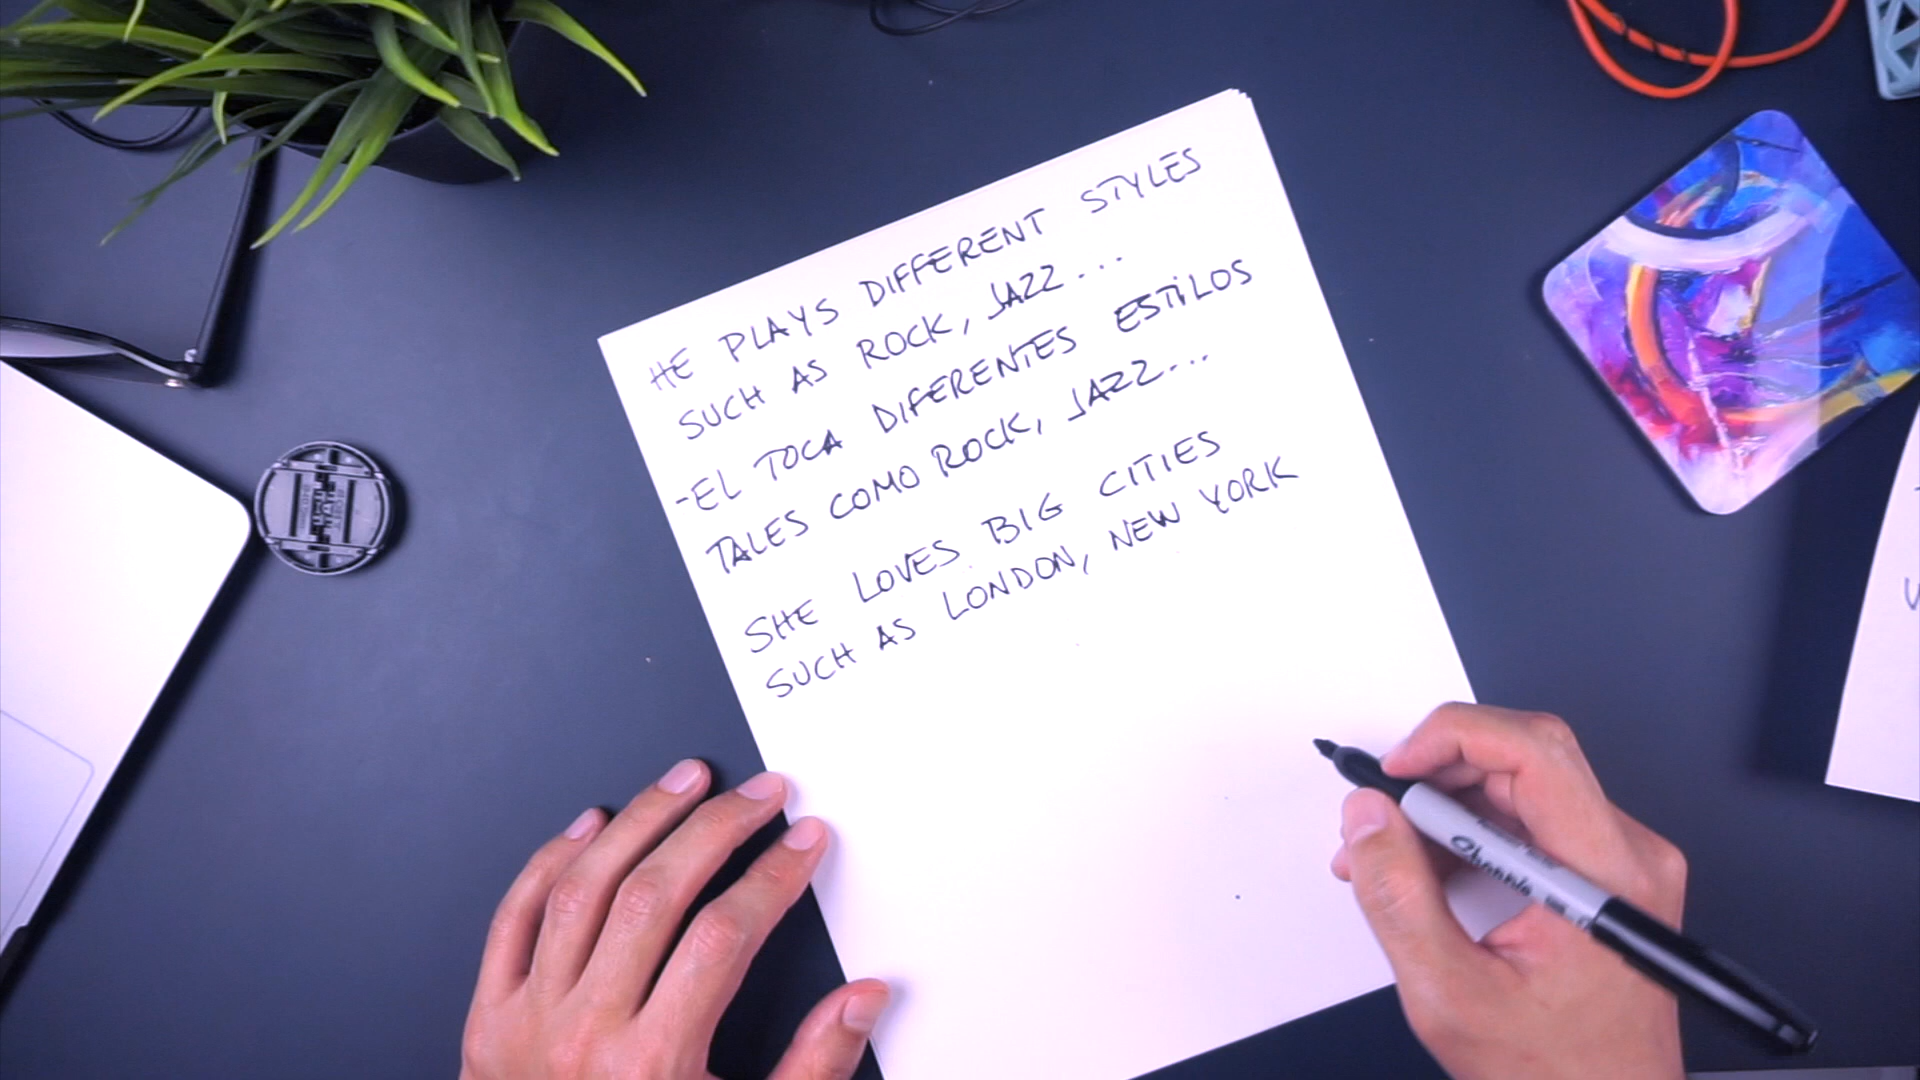 HE PLAYS DIFFERENT STYLES
SUCH AS ROCK, JAZZ...
-EL TOCA DIFERENTES ESTILOS
TALES COMO ROCK, JAZZ...
SHE LOVES BIG CITIES
SUCH AS LONDON, NEW YORK
Sharpie